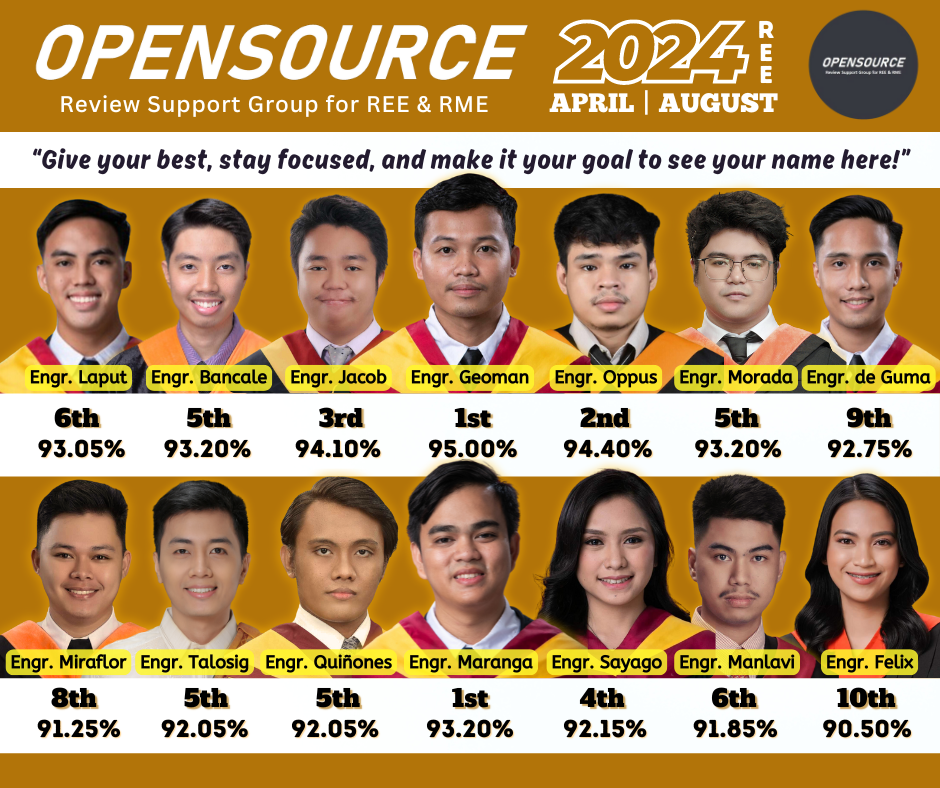 OPENSOURCE
Review Support Group for REE & RME
2024 REE
APRIL | AUGUST
OPENSOURCE
Review Support Group for REE & RME
“Give your best, stay focused, and make it your goal to see your name here!”
Engr. Laput Engr. Bancale Engr. Jacob Engr. Geoman Engr. Oppus Engr. Morada Engr. de Guma
6th 5th 3rd 1st 2nd 5th 9th
93.05% 93.20% 94.10% 95.00% 94.40% 93.20% 92.75%
Engr. Miraflor Engr. Talosig Engr. Quiñones Engr. Maranga Engr. Sayago Engr. Manlavi Engr. Felix
8th 5th 5th 1st 4th 6th 10th
91.25% 92.05% 92.05% 93.20% 92.15% 91.85% 90.50%